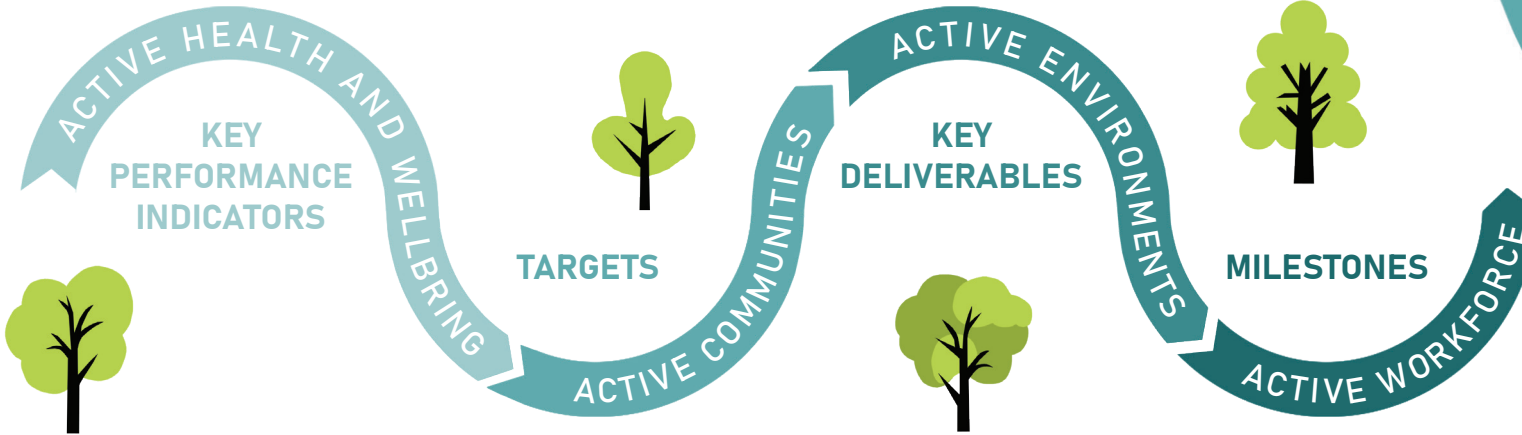 ACTIVE HEALTH AND WELLBRING
KEY
PERFORMANCE
INDICATORS
TARGETS
ACTIVE COMMUNITIES
ACTIVE ENVIRONMENTS
KEY
DELIVERABLES
MILESTONES
ACTIVE WORKFORCE